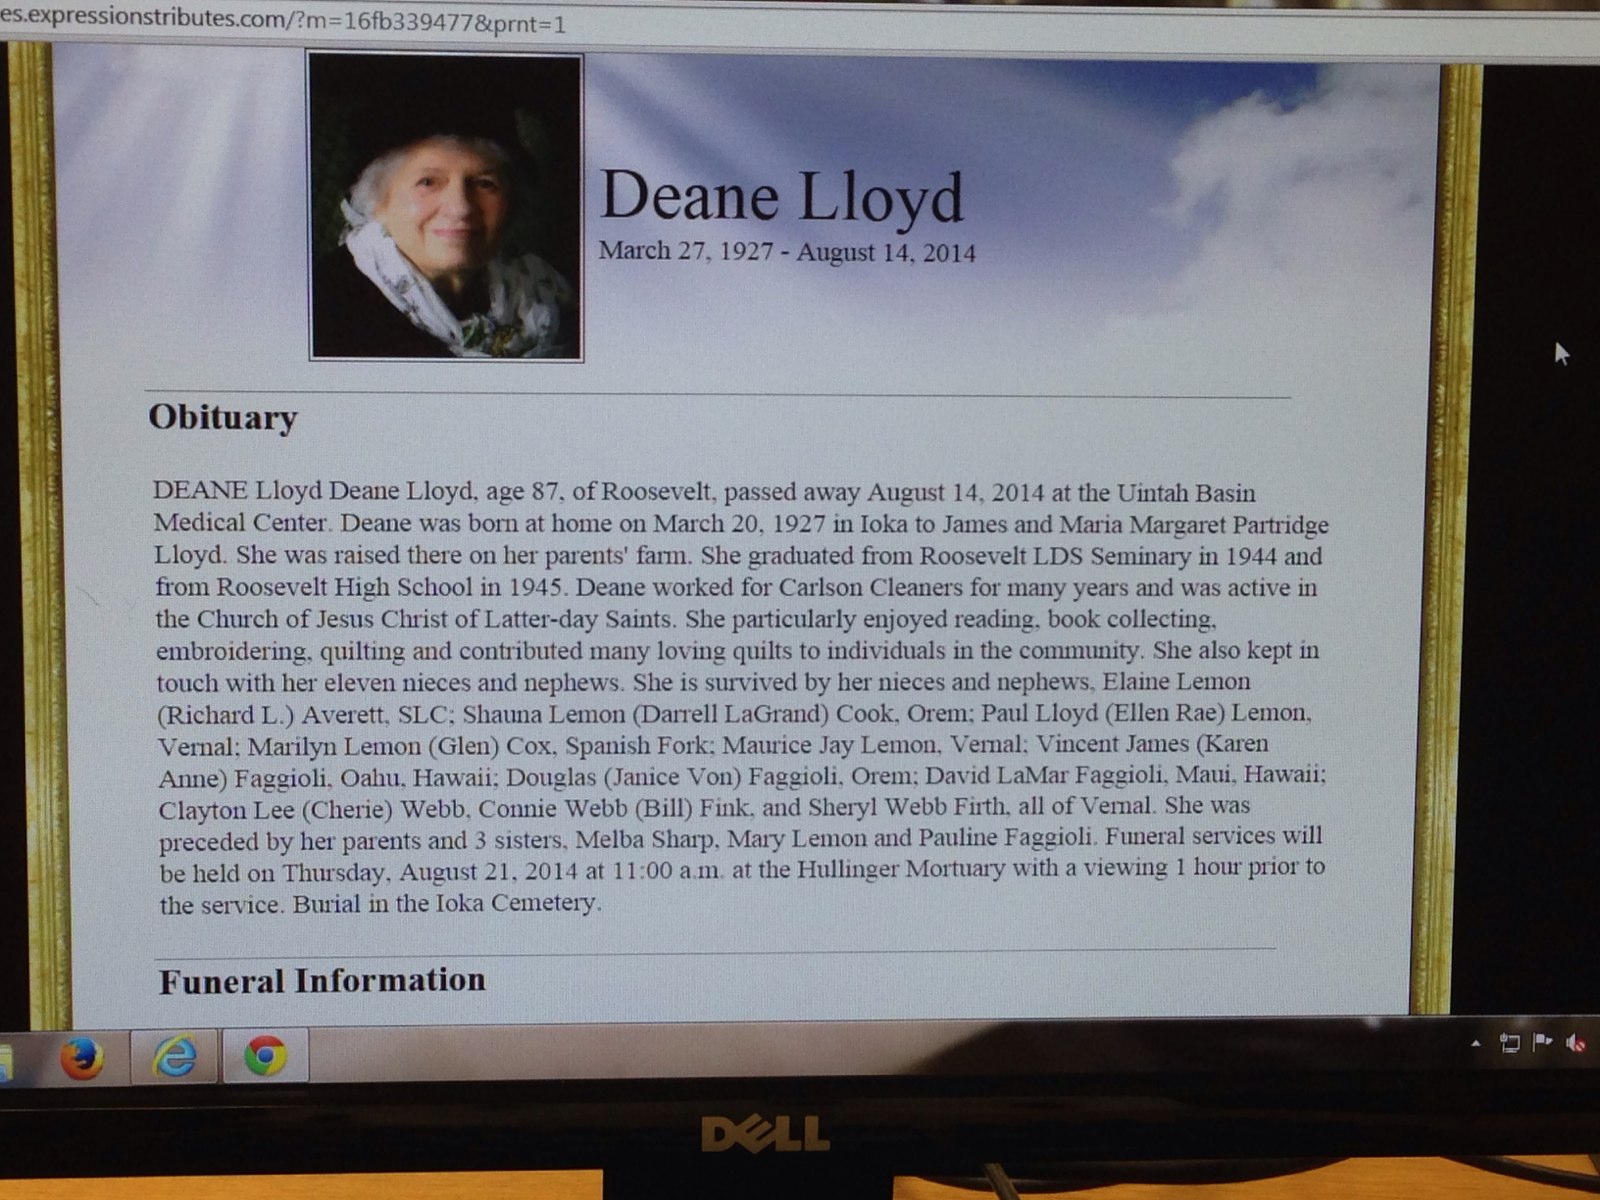 es.expressionstributes.com/?m=16fb339477&prnt=1
Deane Lloyd
March 27, 1927 - August 14, 2014
Obituary
DEANE Lloyd Deane Lloyd, age 87, of Roosevelt, passed away August 14, 2014 at the Uintah Basin
Medical Center. Deane was born at home on March 20, 1927 in Ioka to James and Maria Margaret Partridge
Lloyd. She was raised there on her parents' farm. She graduated from Roosevelt LDS Seminary in 1944 and
from Roosevelt High School in 1945. Deane worked for Carlson Cleaners for many years and was active in
the Church of Jesus Christ of Latter-day Saints. She particularly enjoyed reading, book collecting,
embroidering, quilting and contributed many loving quilts to individuals in the community. She also kept in
touch with her eleven nieces and nephews. She is survived by her nieces and nephews, Elaine Lemon
(Richard L.) Averett, SLC; Shauna Lemon (Darrell LaGrand) Cook, Orem; Paul Lloyd (Ellen Rae) Lemon,
Vernal; Marilyn Lemon (Glen) Cox, Spanish Fork; Maurice Jay Lemon, Vernal; Vincent James (Karen
Anne) Faggioli, Oahu, Hawaii; Douglas (Janice Von) Faggioli, Orem; David LaMar Faggioli, Maui, Hawaii;
Clayton Lee (Cherie) Webb, Connie Webb (Bill) Fink, and Sheryl Webb Firth, all of Vernal. She was
preceded by her parents and 3 sisters, Melba Sharp, Mary Lemon and Pauline Faggioli. Funeral services will
be held on Thursday, August 21, 2014 at 11:00 a.m. at the Hullinger Mortuary with a viewing 1 hour prior to
the service. Burial in the Ioka Cemetery.
Funeral Information
DELL